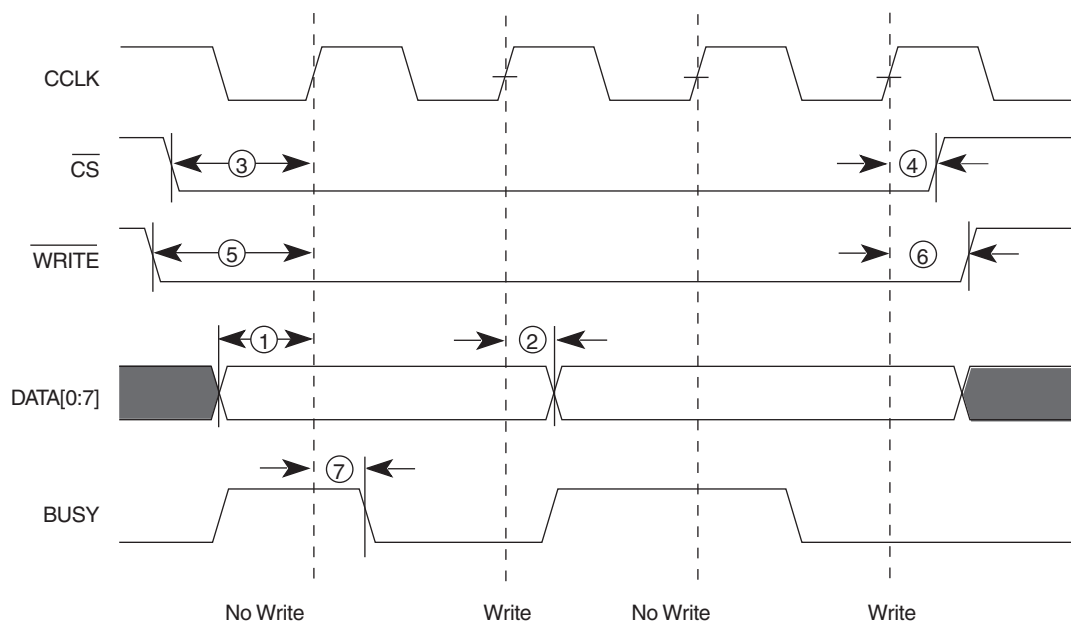 CCLK
CS
3
4
WRITE
5
6
1
2
DATA[0:7]
7
BUSY
No Write Write No Write Write